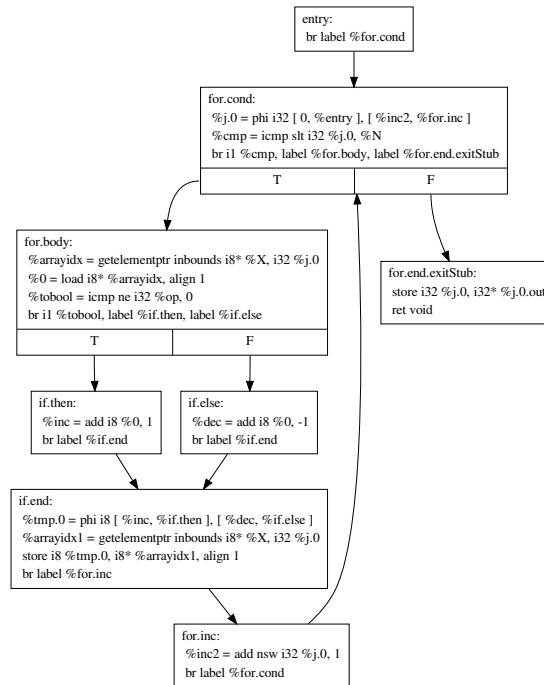 entry:
br label %for.cond
for.cond:
%j.0 = phi i32 [ 0, %entry ], [ %inc2, %for.inc ]
%cmp = icmp slt i32 %j.0, %N
br i1 %cmp, label %for.body, label %for.end.exitStub
T F
for.body:
%arrayidx = getelementptr inbounds i8* %X, i32 %j.0
%0 = load i8* %arrayidx, align 1
%tobool = icmp ne i32 %op, 0
br i1 %tobool, label %if.then, label %if.else
T F
for.end.exitStub:
store i32 %j.0, i32* %j.0.out
ret void
if.then:
%inc = add i8 %0, 1
br label %if.end
if.else:
%dec = add i8 %0, -1
br label %if.end
if.end:
%tmp.0 = phi i8 [ %inc, %if.then ], [ %dec, %if.else ]
%arrayidx1 = getelementptr inbounds i8* %X, i32 %j.0
store i8 %tmp.0, i8* %arrayidx1, align 1
br label %for.inc
for.inc:
%inc2 = add nsw i32 %j.0, 1
br label %for.cond